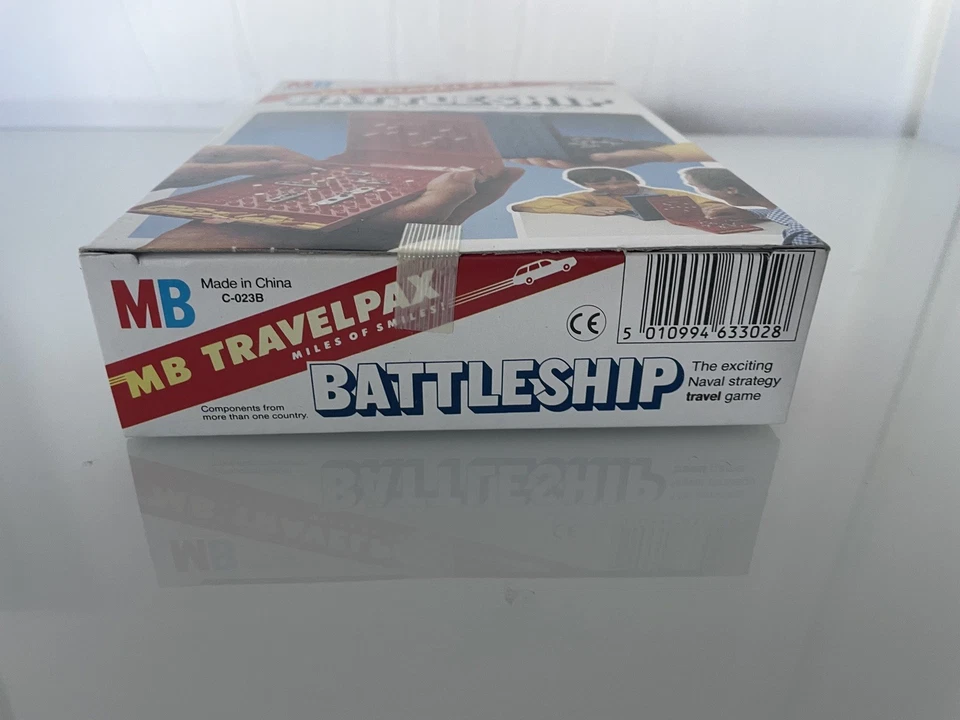 MB
BATTLESHIP
MB
Made in China
C-023B
MB TRAVELPAX
MILES OF SMILES!
CE
5 010994 633028
BATTLESHIP
The exciting
Naval strategy
travel game
Components from
more than one country.